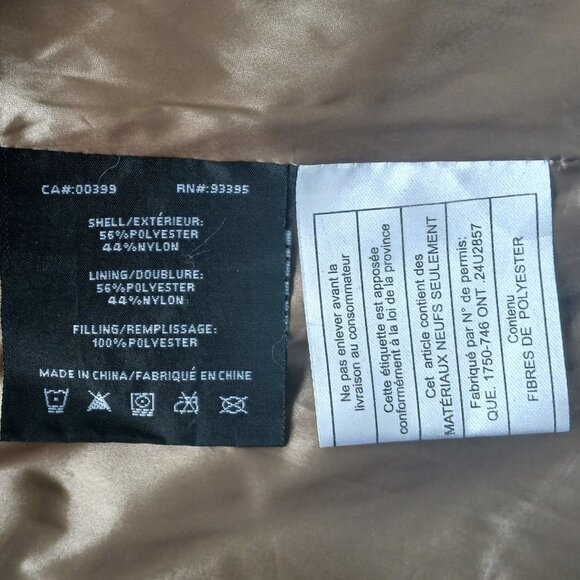 CA#:00399 RN#:93395
SHELL/EXTÉRIEUR:
56%POLYESTER
44%NYLON
LINING/DOUBLURE:
56%POLYESTER
44%NYLON
FILLING/REMPLISSAGE:
100%POLYESTER
MADE IN CHINA/FABRIQUÉ EN CHINE
Ne pas enlever avant la
livraison au consommateur
Cette étiquette est apposée
conformément à la loi de la province
Cet article contient des
MATÉRIAUX NEUFS SEULEMENT
Fabriqué par N° de permis:
QUE. 1750-746 ONT 24U2857
Contenu
FIBRES DE POLYESTER